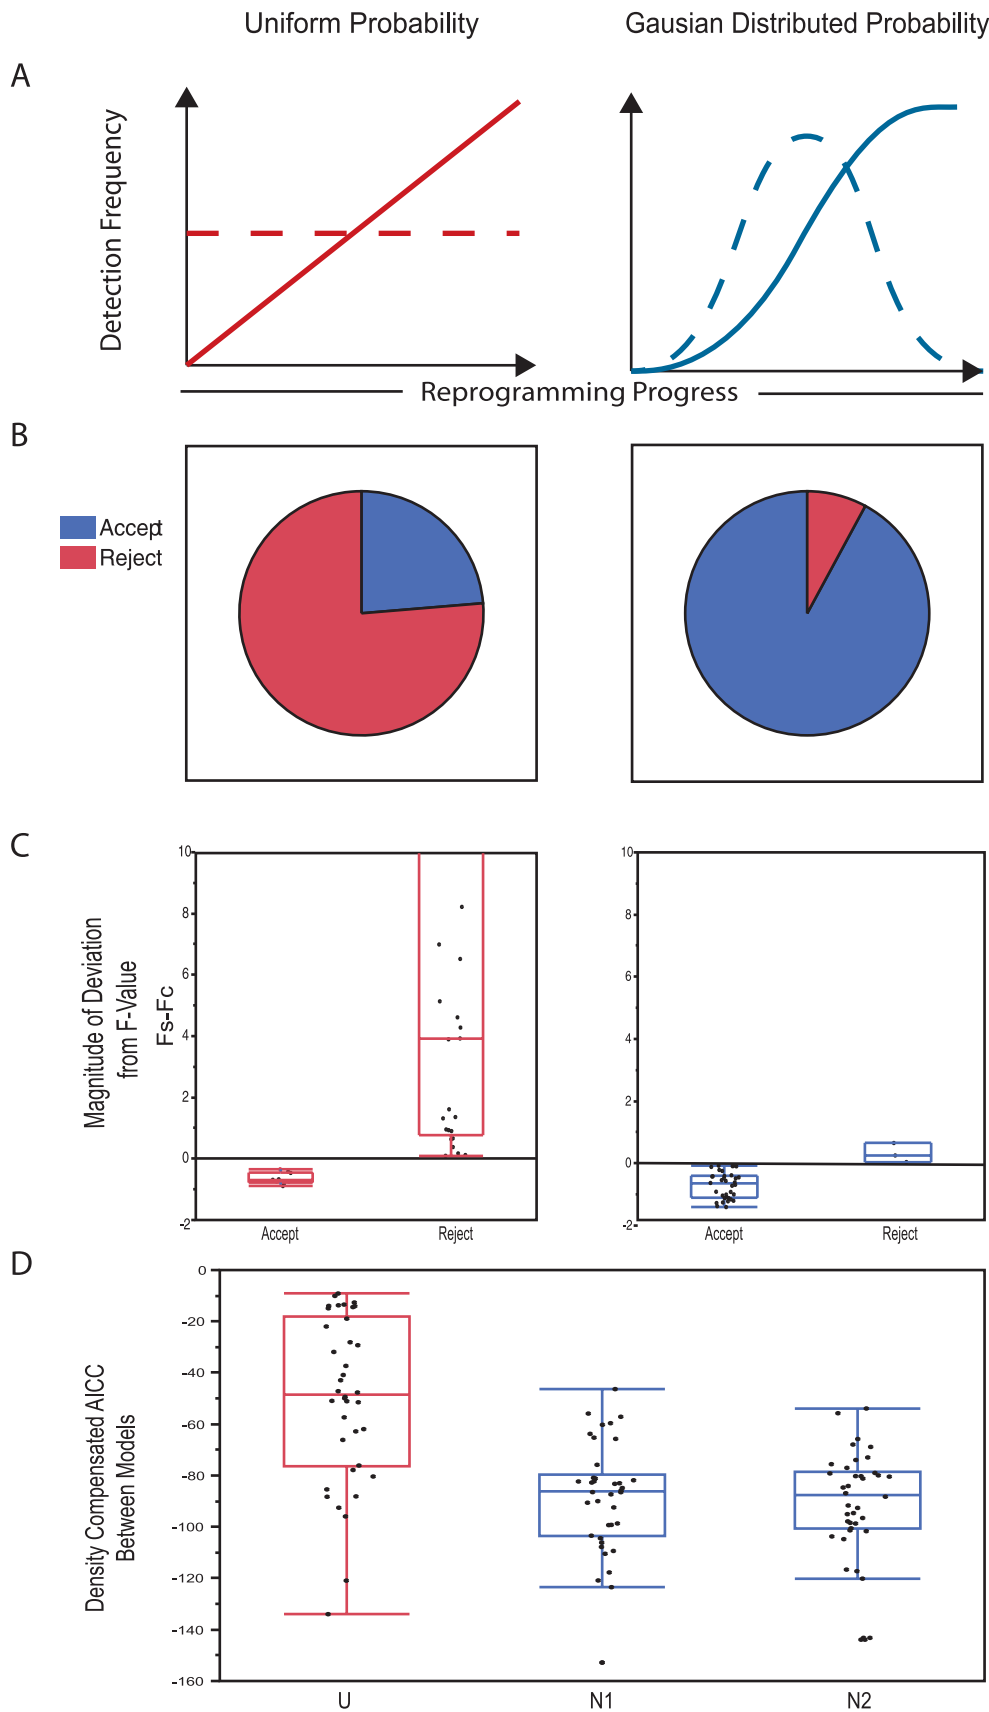 Uniform Probability
Gausian Distributed Probability
A
Detection Frequency
Reprogramming Progress
B
Accept
Reject
C
Magnitude of Deviation
from F-Value
Fs-Fc
10
8
6
4
2
0
-2
Accept
Reject
10
8
6
4
2
0
-2
Accept
Reject
D
Density Compensated AICC
Between Models
0
-20
-40
-60
-80
-100
-120
-140
-160
U
N1
N2